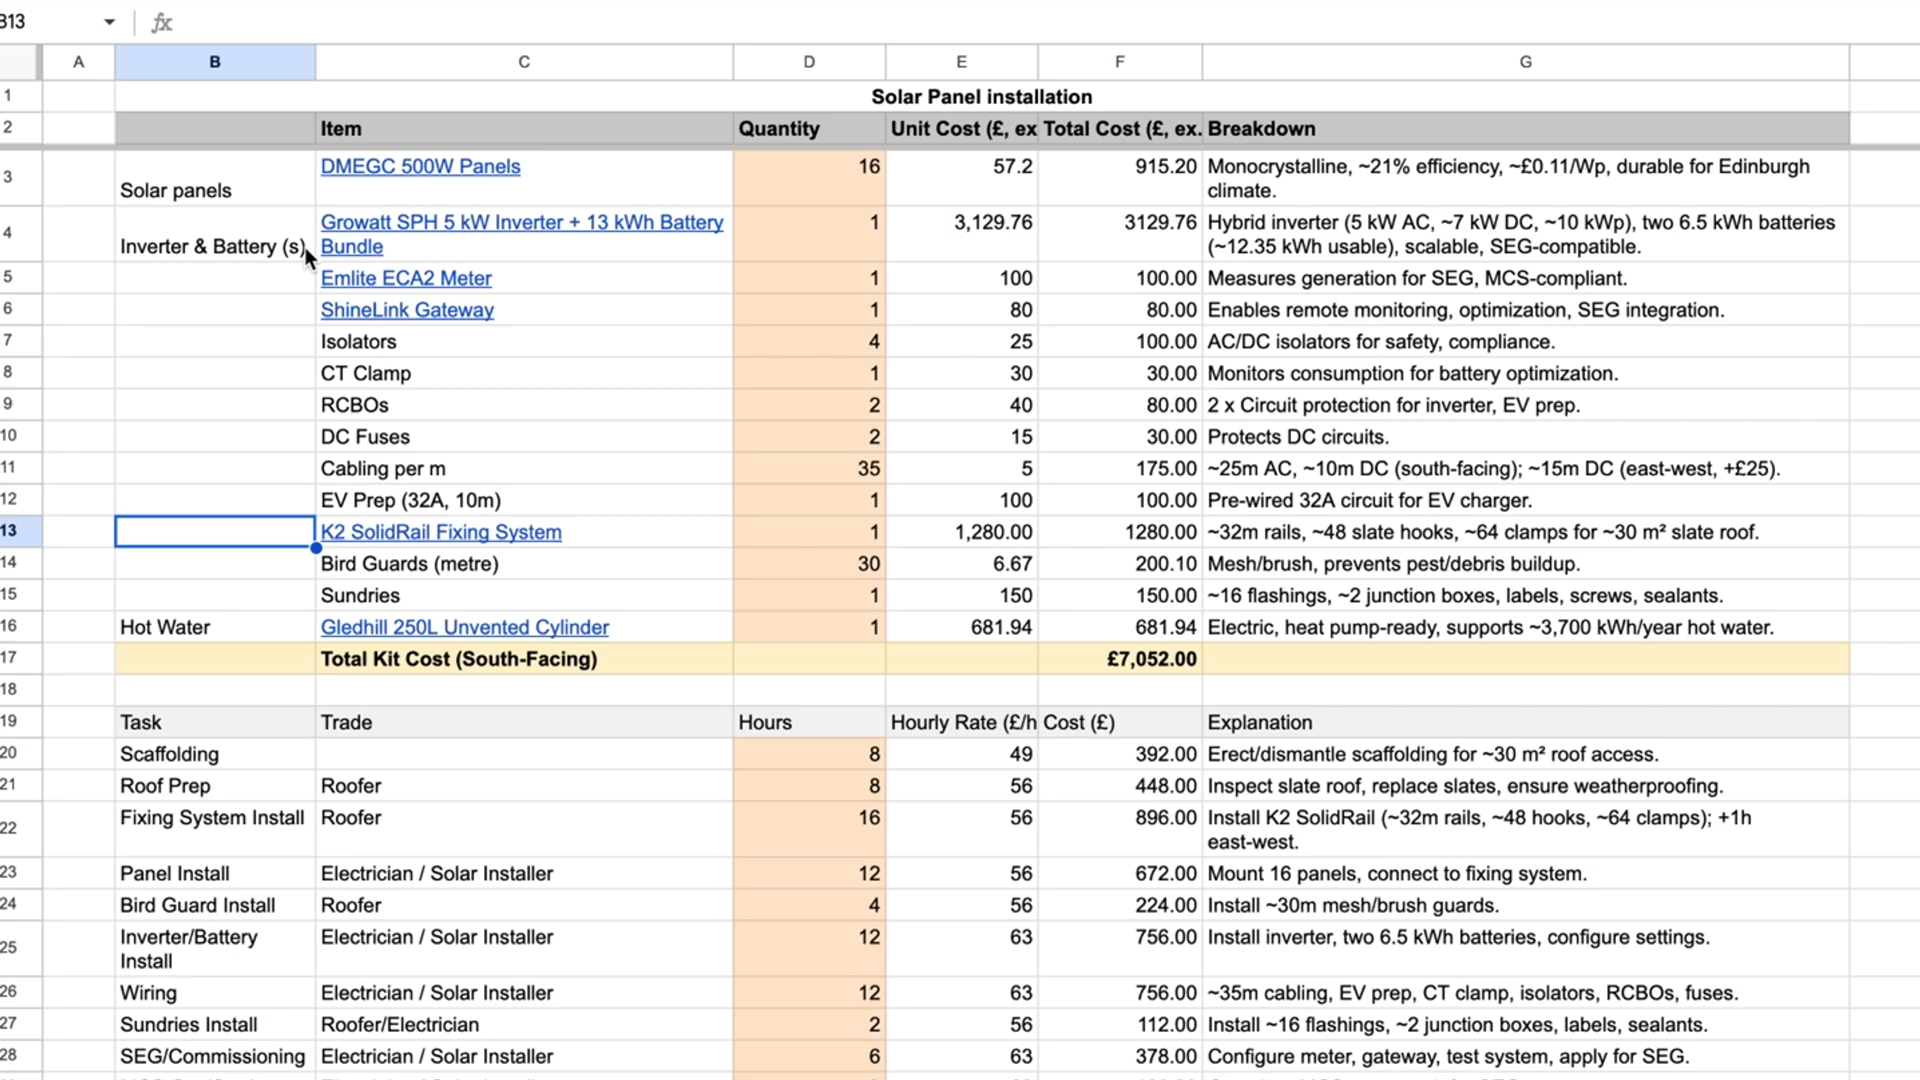 B13 fx
A B C D E F G
1 Solar Panel installation
2 Item Quantity Unit Cost (£, ex Total Cost (£, ex. Breakdown
3 Solar panels DMEGC 500W Panels 16 57.2 915.20 Monocrystalline, ~21% efficiency, ~£0.11/Wp, durable for Edinburgh
climate.
4 Inverter & Battery (s) Growatt SPH 5 kW Inverter + 13 kWh Battery 1 3,129.76 3129.76 Hybrid inverter (5 kW AC, ~7 kW DC, ~10 kWp), two 6.5 kWh batteries
Bundle (~12.35 kWh usable), scalable, SEG-compatible.
5 Emlite ECA2 Meter 1 100 100.00 Measures generation for SEG, MCS-compliant.
6 ShineLink Gateway 1 80 80.00 Enables remote monitoring, optimization, SEG integration.
7 Isolators 4 25 100.00 AC/DC isolators for safety, compliance.
8 CT Clamp 1 30 30.00 Monitors consumption for battery optimization.
9 RCBOs 2 40 80.00 2 x Circuit protection for inverter, EV prep.
10 DC Fuses 2 15 30.00 Protects DC circuits.
11 Cabling per m 35 5 175.00 ~25m AC, ~10m DC (south-facing); ~15m DC (east-west, +£25).
12 EV Prep (32A, 10m) 1 100 100.00 Pre-wired 32A circuit for EV charger.
13 K2 SolidRail Fixing System 1 1,280.00 1280.00 ~32m rails, ~48 slate hooks, ~64 clamps for ~30 m² slate roof.
14 Bird Guards (metre) 30 6.67 200.10 Mesh/brush, prevents pest/debris buildup.
15 Sundries 1 150 150.00 ~16 flashings, ~2 junction boxes, labels, screws, sealants.
16 Hot Water Gledhill 250L Unvented Cylinder 1 681.94 681.94 Electric, heat pump-ready, supports ~3,700 kWh/year hot water.
17 Total Kit Cost (South-Facing) £7,052.00
18
19 Task Trade Hours Hourly Rate (£/h Cost (£) Explanation
20 Scaffolding 8 49 392.00 Erect/dismantle scaffolding for ~30 m² roof access.
21 Roof Prep Roofer 8 56 448.00 Inspect slate roof, replace slates, ensure weatherproofing.
22 Fixing System Install Roofer 16 56 896.00 Install K2 SolidRail (~32m rails, ~48 hooks, ~64 clamps); +1h
east-west.
23 Panel Install Electrician / Solar Installer 12 56 672.00 Mount 16 panels, connect to fixing system.
24 Bird Guard Install Roofer 4 56 224.00 Install ~30m mesh/brush guards.
25 Inverter/Battery Electrician / Solar Installer 12 63 756.00 Install inverter, two 6.5 kWh batteries, configure settings.
Install
26 Wiring Electrician / Solar Installer 12 63 756.00 ~35m cabling, EV prep, CT clamp, isolators, RCBOs, fuses.
27 Sundries Install Roofer/Electrician 2 56 112.00 Install ~16 flashings, ~2 junction boxes, labels, sealants.
28 SEG/Commissioning Electrician / Solar Installer 6 63 378.00 Configure meter, gateway, test system, apply for SEG.